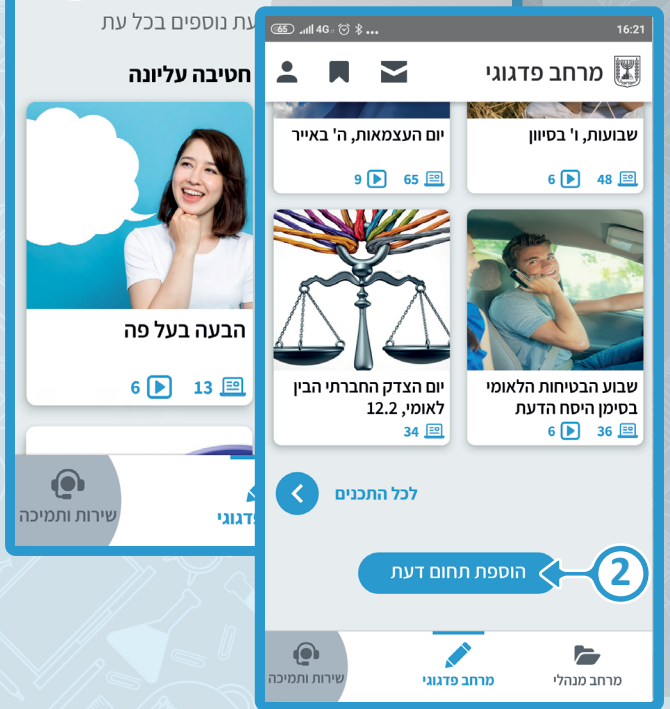 עת נוספים בכל עת
חטיבה עליונה
הבעה בעל פה
13
6
פדגוגי
שירות ותמיכה
65 4G 16:21
מרחב פדגוגי
שבועות, ו' בסיוון
48
6
יום העצמאות, ה' באייר
65
9
שבוע הבטיחות הלאומי
בסימן היסח הדעת
36
6
יום הצדק החברתי הבין
לאומי, 12.2
34
לכל התכנים
הוספת תחום דעת
2
מרחב מנהלי
מרחב פדגוגי
שירות ותמיכה